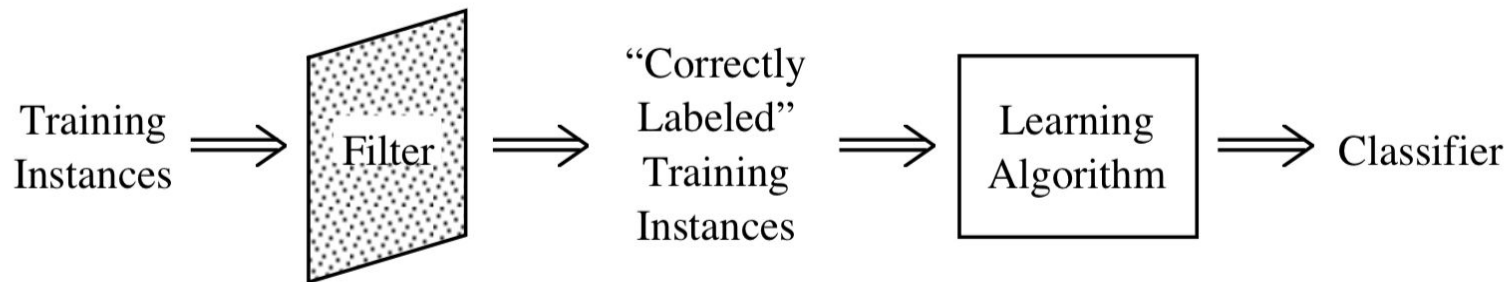 Training
Instances
Filter
“Correctly
Labeled”
Training
Instances
Learning
Algorithm
Classifier